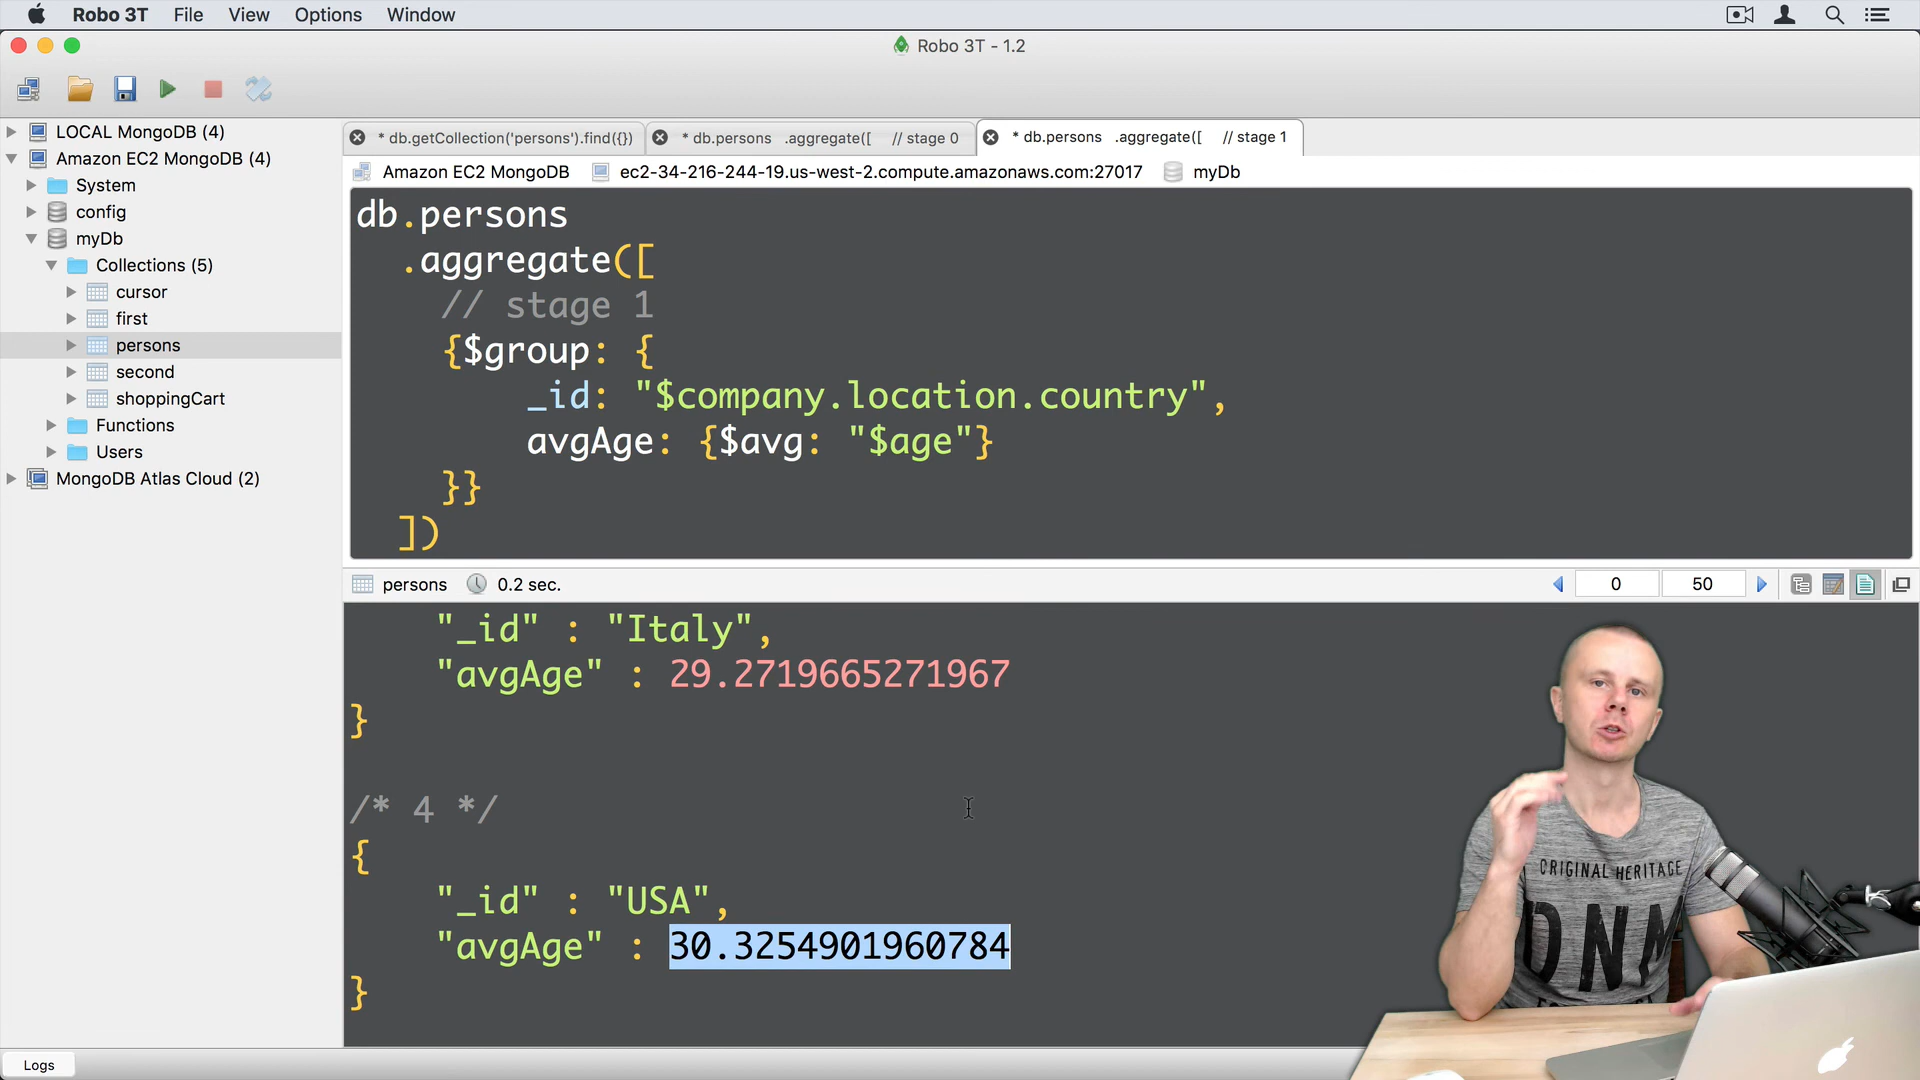 Robo 3T File View Options Window
Robo 3T - 1.2
LOCAL MongoDB (4)
Amazon EC2 MongoDB (4)
System
config
myDb
Collections (5)
cursor
first
persons
second
shoppingCart
Functions
Users
MongoDB Atlas Cloud (2)
* db.getCollection('persons').find({}) * db.persons .aggregate([ // stage 0 * db.persons .aggregate([ // stage 1
Amazon EC2 MongoDB ec2-34-216-244-19.us-west-2.compute.amazonaws.com:27017 myDb
db.persons
.aggregate([
// stage 1
{$group: {
_id: "$company.location.country",
avgAge: {$avg: "$age"}
}}
])
persons 0.2 sec. 0 50
"_id" : "Italy",
"avgAge" : 29.2719665271967
}
/* 4 */
{
"_id" : "USA",
"avgAge" : 30.3254901960784
}
ORIGINAL HERITAGE
DNM
Logs